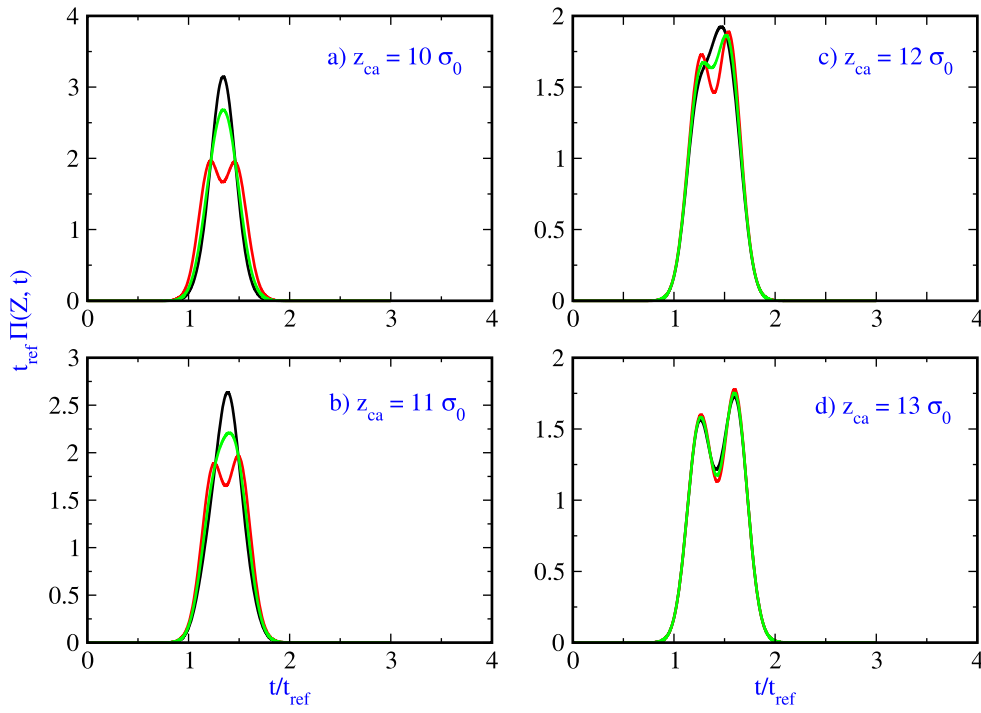 a) z_ca = 10 σ_0
4
3
2
1
0
0 1 2 3 4
c) z_ca = 12 σ_0
2
1.5
1
0.5
0
0 1 2 3 4
t_ref Π(Z, t)
b) z_ca = 11 σ_0
3
2.5
2
1.5
1
0.5
0
0 1 2 3 4
t/t_ref
d) z_ca = 13 σ_0
2
1.5
1
0.5
0
0 1 2 3 4
t/t_ref